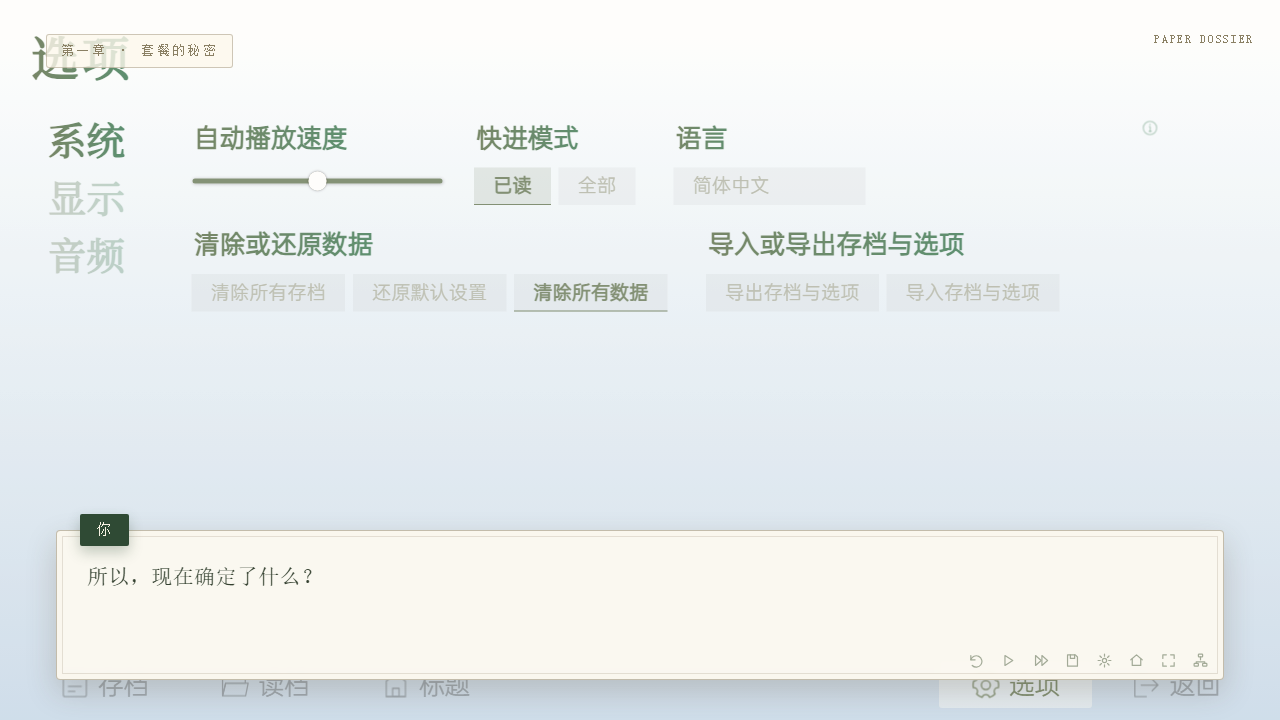 选项
第一章 · 套餐的秘密
PAPER DOSSIER
系统
显示
音频
自动播放速度
快进模式
已读
全部
语言
简体中文
清除或还原数据
清除所有存档
还原默认设置
清除所有数据
导入或导出存档与选项
导出存档与选项
导入存档与选项
你
所以，现在确定了什么？
存档
读档
标题
选项
返回